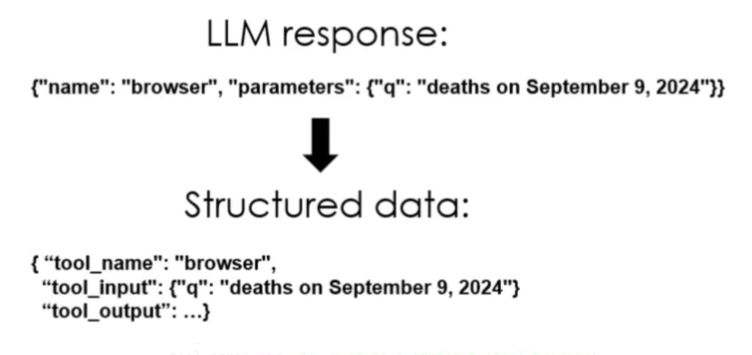 LLM response:
{"name": "browser", "parameters": {"q": "deaths on September 9, 2024"}}
Structured data:
{ “tool_name": "browser",
“tool_input": {"q": "deaths on September 9, 2024"}
“tool_output”: ...}